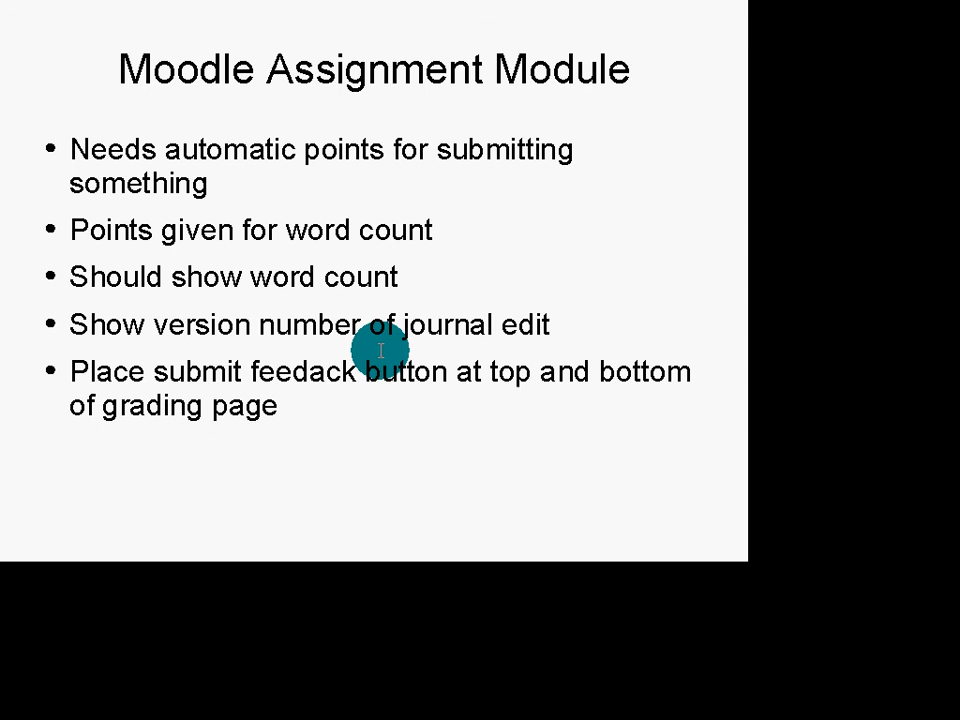 Moodle Assignment Module
• Needs automatic points for submitting
something
• Points given for word count
• Should show word count
• Show version number of journal edit
• Place submit feedack button at top and bottom
of grading page